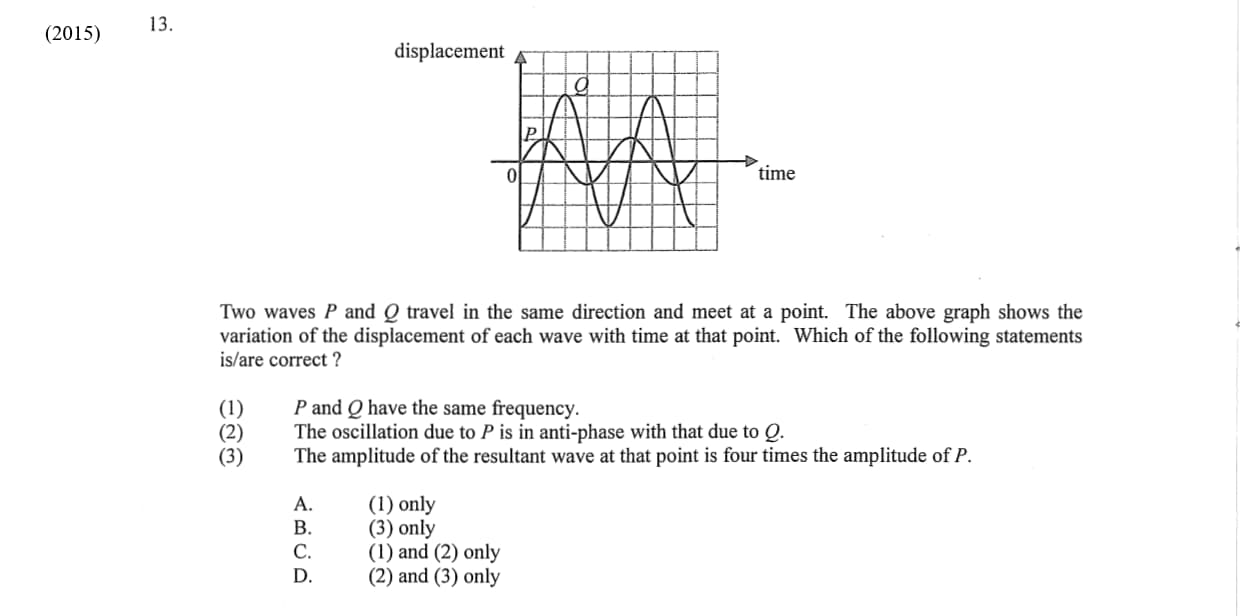 (2015) 13.
displacement
Q
P
0
time
Two waves P and Q travel in the same direction and meet at a point. The above graph shows the
variation of the displacement of each wave with time at that point. Which of the following statements
is/are correct ?
(1) P and Q have the same frequency.
(2) The oscillation due to P is in anti-phase with that due to Q.
(3) The amplitude of the resultant wave at that point is four times the amplitude of P.
A. (1) only
B. (3) only
C. (1) and (2) only
D. (2) and (3) only